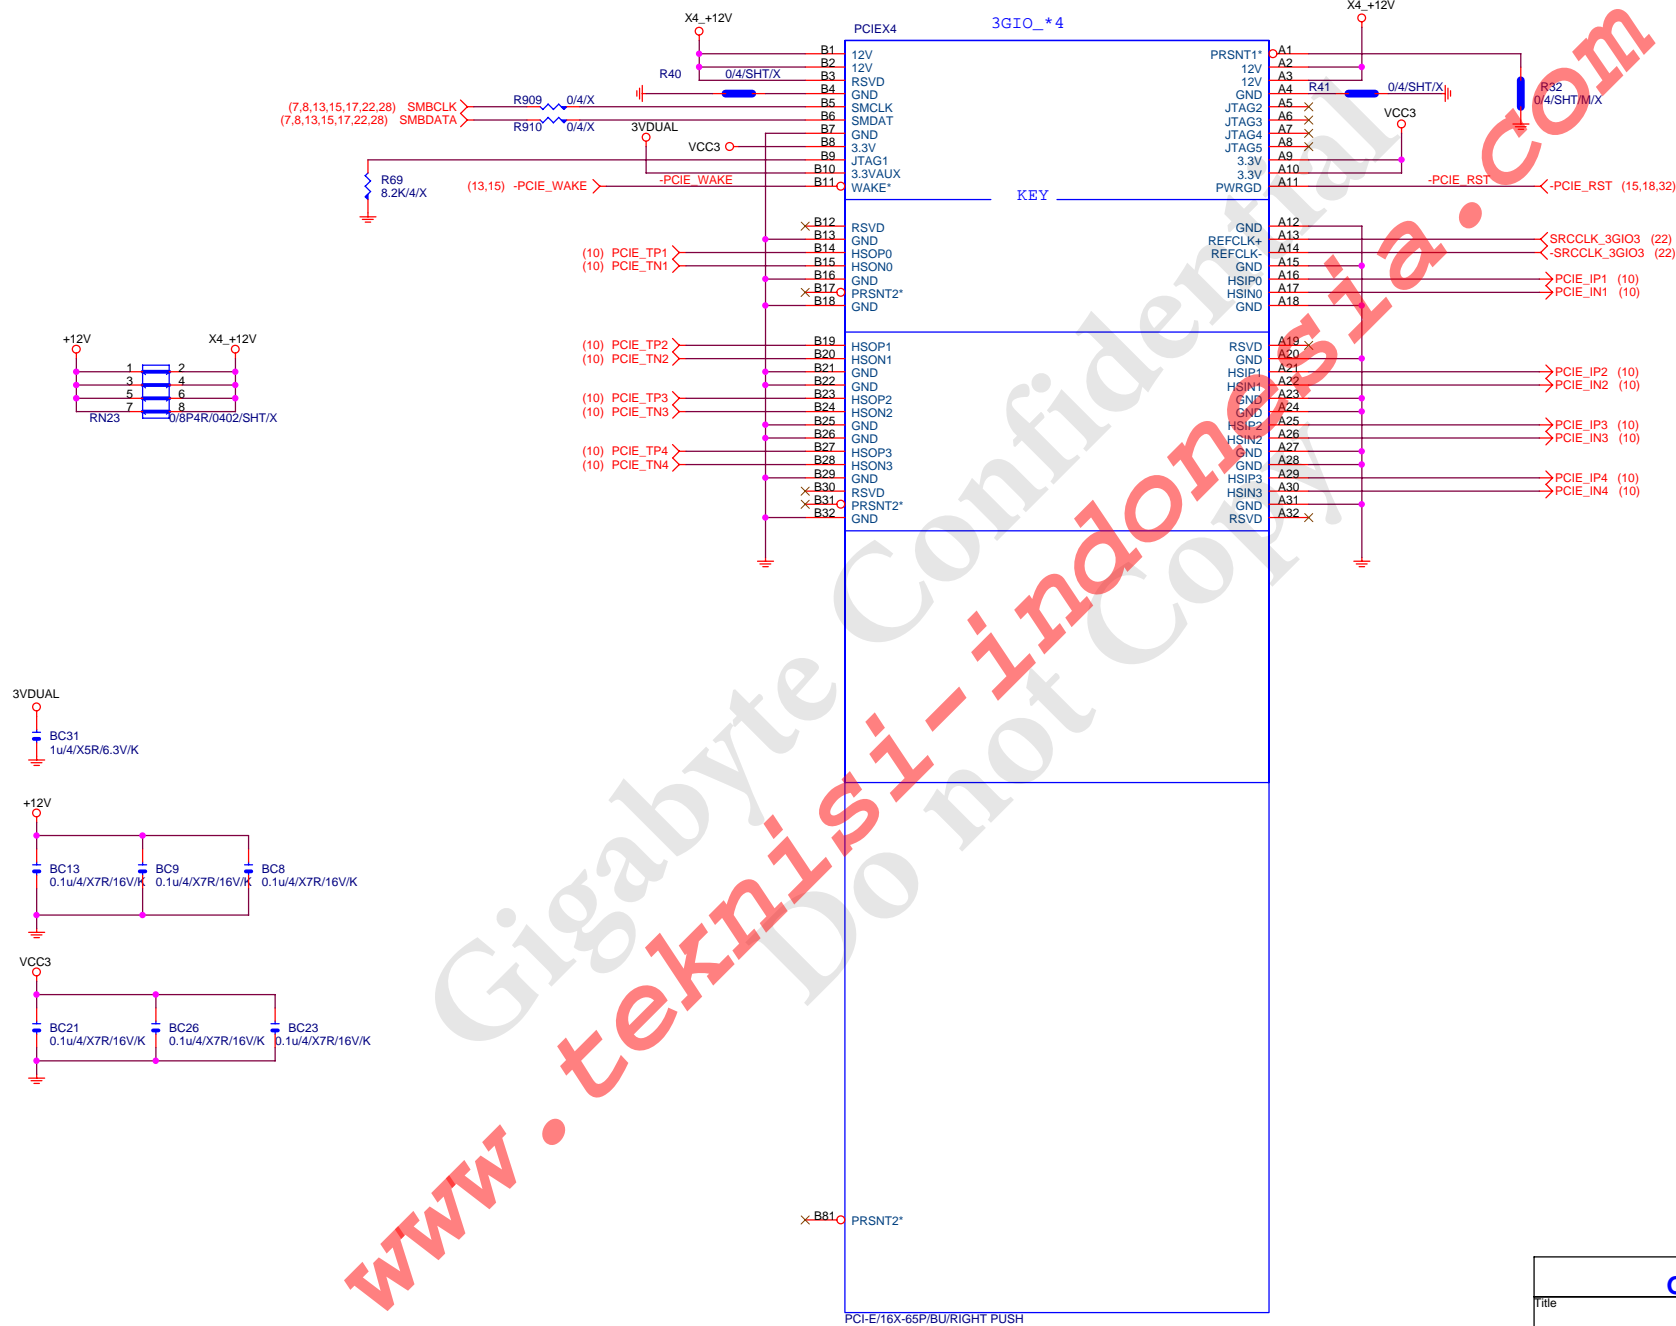 X4_+12V
3GIO_*4
X4_+12V
PCIEX4
B1 12V PRSNT1* A1
B2 12V 12V A2
R40 0/4/SHT/X B3 RSVD 12V A3
B4 GND GND A4 R41 0/4/SHT/X R32
0/4/SHT/M/X
(7,8,13,15,17,22,28) SMBCLK R909 0/4/X B5 SMCLK JTAG2 A5
(7,8,13,15,17,22,28) SMBDATA R910 0/4/X B6 SMDAT JTAG3 A6
3VDUAL B7 GND JTAG4 A7 VCC3
VCC3 B8 3.3V JTAG5 A8
B9 JTAG1 3.3V A9
R69 B10 3.3VAUX 3.3V A10
8.2K/4/X
(13,15) -PCIE_WAKE -PCIE_WAKE B11 WAKE* PWRGD A11 -PCIE_RST -PCIE_RST (15,18,32)
KEY
B12 RSVD GND A12
B13 GND REFCLK+ A13 SRCCLK_3GIO3 (22)
(10) PCIE_TP1 B14 HSOP0 REFCLK- A14 -SRCCLK_3GIO3 (22)
(10) PCIE_TN1 B15 HSON0 GND A15
B16 GND HSIP0 A16 PCIE_IP1 (10)
B17 PRSNT2* HSIN0 A17 PCIE_IN1 (10)
B18 GND GND A18
+12V X4_+12V
(10) PCIE_TP2 B19 HSOP1 RSVD A19
(10) PCIE_TN2 B20 HSON1 GND A20
1 2 B21 GND HSIP1 A21 PCIE_IP2 (10)
3 4 B22 GND HSIN1 A22 PCIE_IN2 (10)
5 6 (10) PCIE_TP3 B23 HSOP2 GND A23
7 8 (10) PCIE_TN3 B24 HSON2 GND A24
RN23 0/8P4R/0402/SHT/X
B25 GND HSIP2 A25 PCIE_IP3 (10)
B26 GND HSIN2 A26 PCIE_IN3 (10)
(10) PCIE_TP4 B27 HSOP3 GND A27
(10) PCIE_TN4 B28 HSON3 GND A28
B29 GND HSIP3 A29 PCIE_IP4 (10)
B30 RSVD HSIN3 A30 PCIE_IN4 (10)
B31 PRSNT2* GND A31
B32 GND RSVD A32
3VDUAL
BC31
1u/4/X5R/6.3V/K
+12V
BC13 BC9 BC8
0.1u/4/X7R/16V/K 0.1u/4/X7R/16V/K 0.1u/4/X7R/16V/K
VCC3
BC21 BC26 BC23
0.1u/4/X7R/16V/K 0.1u/4/X7R/16V/K 0.1u/4/X7R/16V/K
Gigabyte Confidential
Do not Copy
www.teknisi-indonesia.com
B81 PRSNT2*
PCI-E/16X-65P/BU/RIGHT PUSH
Title